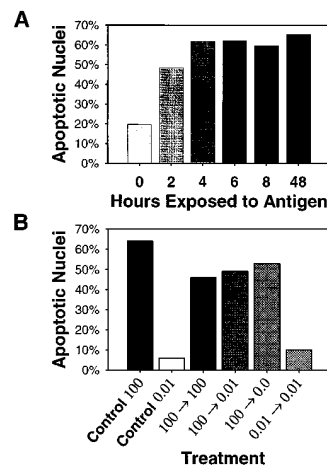 A
Apoptotic Nuclei
70%
60%
50%
40%
30%
20%
10%
0%
0 2 4 6 8 48
Hours Exposed to Antigen
B
Apoptotic Nuclei
70%
60%
50%
40%
30%
20%
10%
0%
Control 100
Control 0.01
100 → 100
100 → 0.01
100 → 0.0
0.01 → 0.01
Treatment